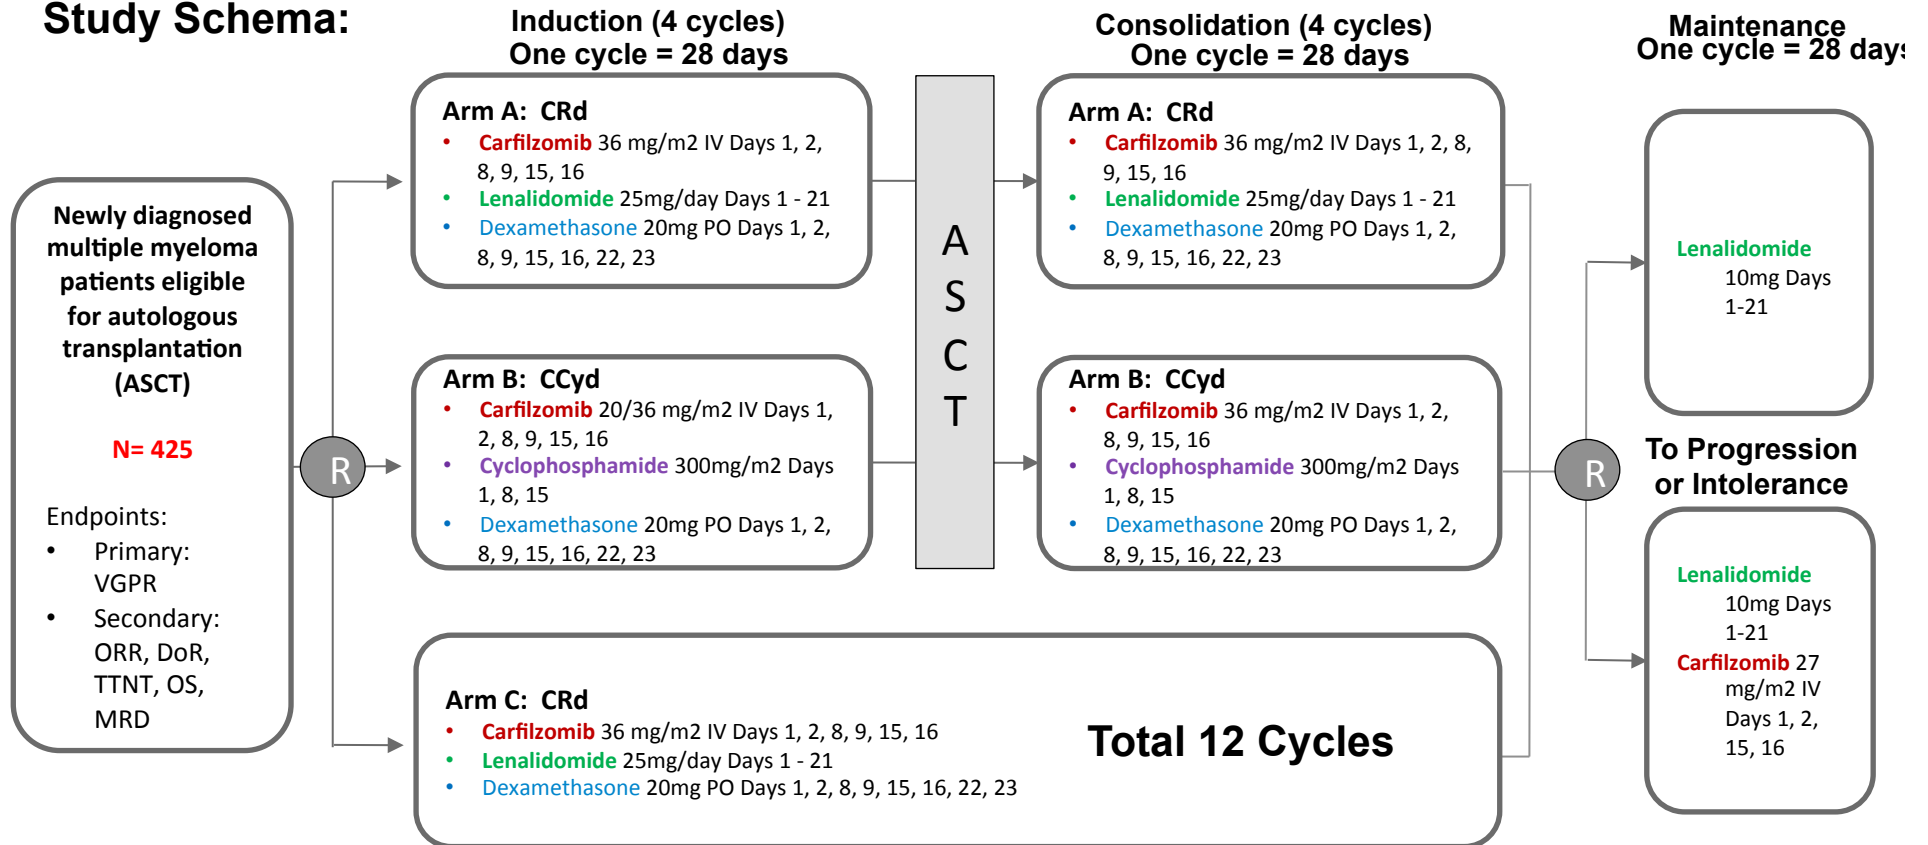 Study Schema:
Induction (4 cycles)
One cycle = 28 days
Consolidation (4 cycles)
One cycle = 28 days
Maintenance
One cycle = 28 days
Newly diagnosed
multiple myeloma
patients eligible
for autologous
transplantation
(ASCT)
N= 425
Endpoints:
• Primary:
VGPR
• Secondary:
ORR, DoR,
TTNT, OS,
MRD
R
Arm A: CRd
• Carfilzomib 36 mg/m2 IV Days 1, 2,
8, 9, 15, 16
• Lenalidomide 25mg/day Days 1 - 21
• Dexamethasone 20mg PO Days 1, 2,
8, 9, 15, 16, 22, 23
Arm B: CCyd
• Carfilzomib 20/36 mg/m2 IV Days 1,
2, 8, 9, 15, 16
• Cyclophosphamide 300mg/m2 Days
1, 8, 15
• Dexamethasone 20mg PO Days 1, 2,
8, 9, 15, 16, 22, 23
A
S
C
T
Arm A: CRd
• Carfilzomib 36 mg/m2 IV Days 1, 2, 8,
9, 15, 16
• Lenalidomide 25mg/day Days 1 - 21
• Dexamethasone 20mg PO Days 1, 2,
8, 9, 15, 16, 22, 23
Arm B: CCyd
• Carfilzomib 36 mg/m2 IV Days 1, 2,
8, 9, 15, 16
• Cyclophosphamide 300mg/m2 Days
1, 8, 15
• Dexamethasone 20mg PO Days 1, 2,
8, 9, 15, 16, 22, 23
Arm C: CRd
• Carfilzomib 36 mg/m2 IV Days 1, 2, 8, 9, 15, 16
• Lenalidomide 25mg/day Days 1 - 21
• Dexamethasone 20mg PO Days 1, 2, 8, 9, 15, 16, 22, 23
Total 12 Cycles
R
Lenalidomide
10mg Days
1-21
To Progression
or Intolerance
Lenalidomide
10mg Days
1-21
Carfilzomib 27
mg/m2 IV
Days 1, 2,
15, 16